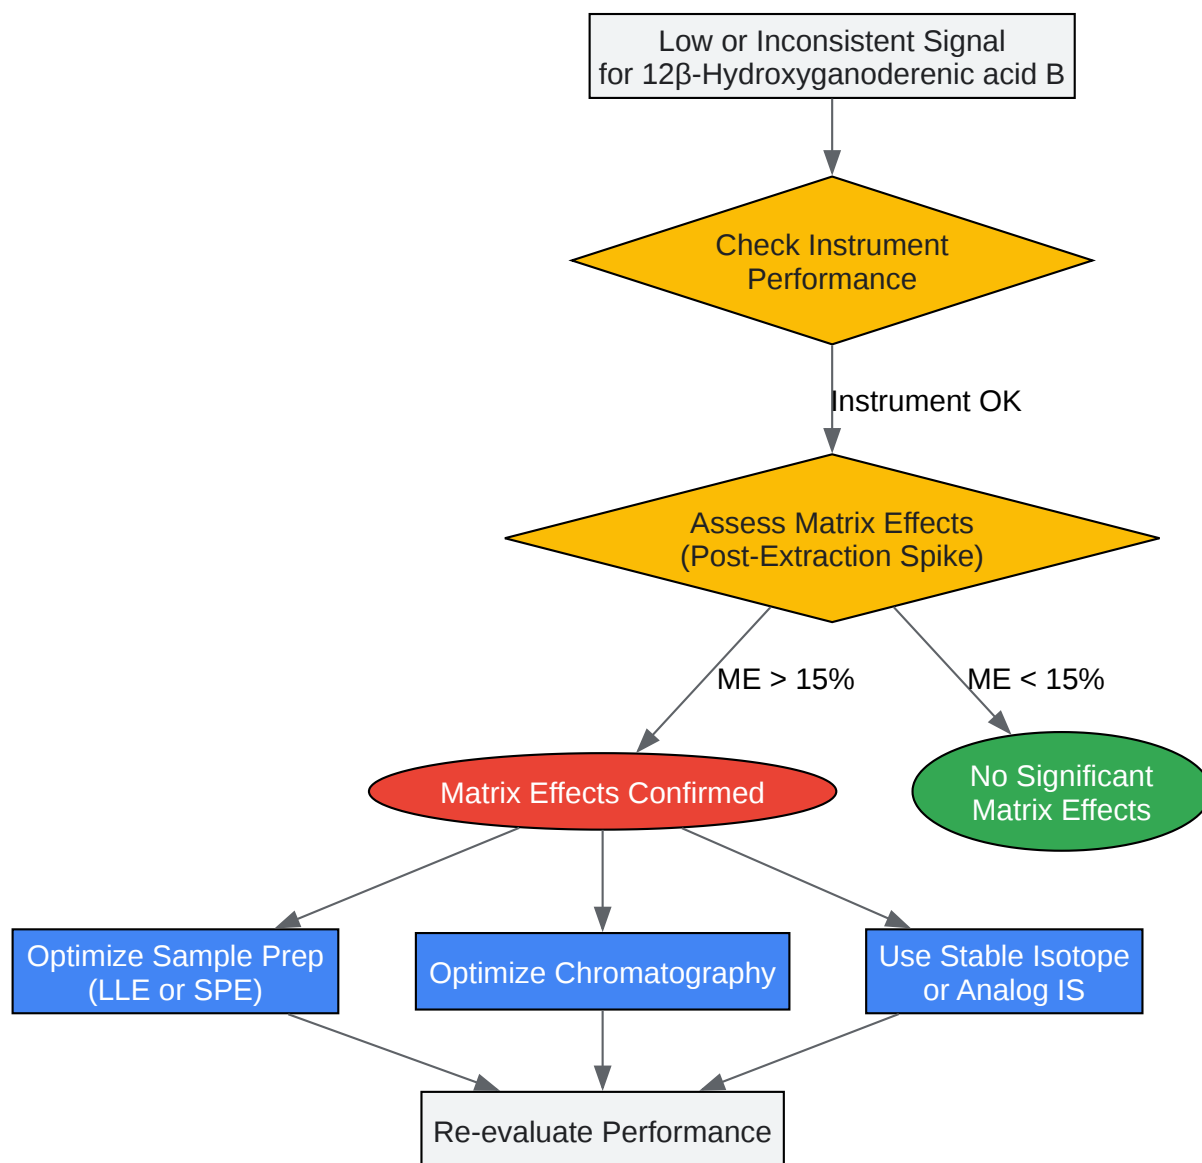 Low or Inconsistent Signal
for 12β-Hydroxyganoderenic acid B
Check Instrument
Performance
Instrument OK
Assess Matrix Effects
(Post-Extraction Spike)
ME > 15%
ME < 15%
Matrix Effects Confirmed
No Significant
Matrix Effects
Optimize Sample Prep
(LLE or SPE)
Optimize Chromatography
Use Stable Isotope
or Analog IS
Re-evaluate Performance